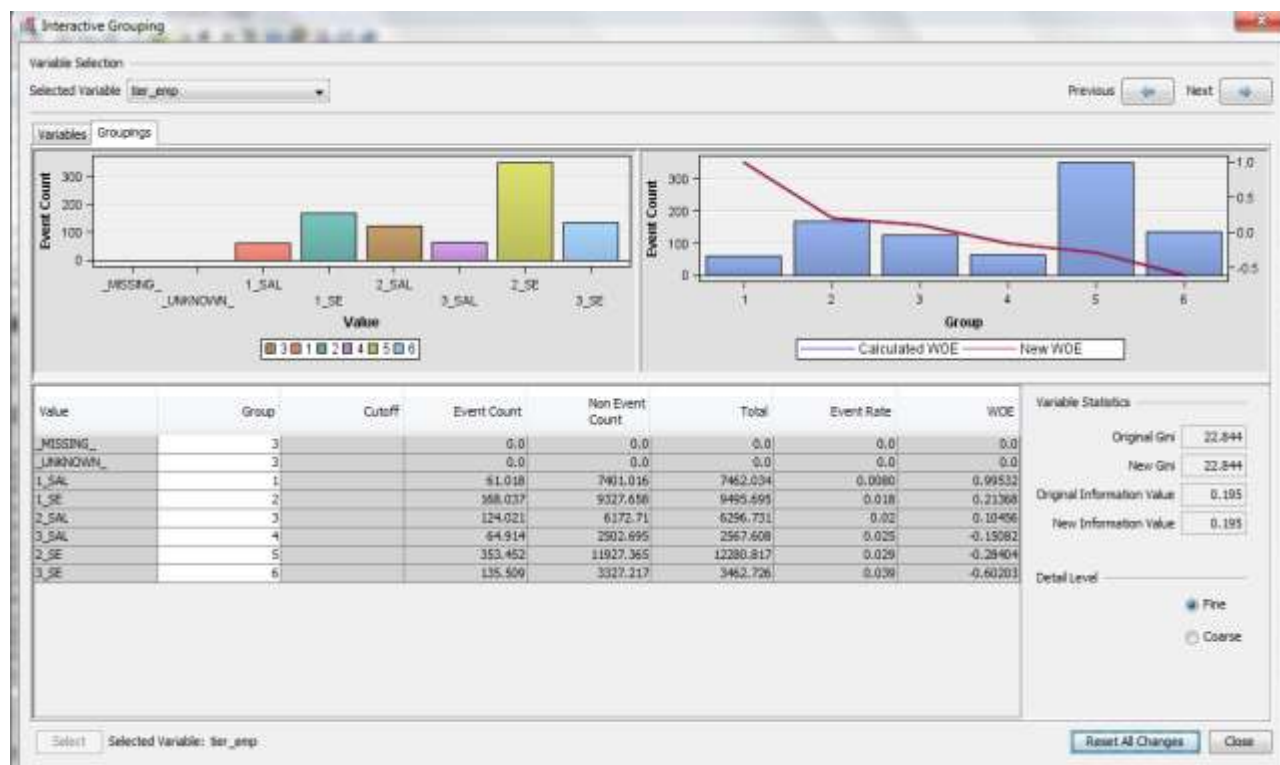 Interactive Grouping
Variable Selection
Selected Variable tier_emp
Previous Next
Variables Groupings
Event Count
300
200
100
0
_MISSING_ _UNKNOWN_ 1_SAL 1_SE 2_SAL 3_SAL 2_SE 3_SE
Value
3 1 2 4 5 6
Event Count
300
200
100
0
1.0
0.5
0.0
-0.5
1 2 3 4 5 6
Group
Calculated WOE New WOE
Value Group Cutoff Event Count Non Event Count Total Event Rate WOE
_MISSING_ 3 0.0 0.0 0.0 0.0 0.0
_UNKNOWN_ 3 0.0 0.0 0.0 0.0 0.0
1_SAL 1 61.018 7401.016 7462.034 0.0080 0.99532
1_SE 2 168.037 9327.658 9495.695 0.018 0.21368
2_SAL 3 124.021 6172.71 6296.731 0.02 0.10456
3_SAL 4 64.914 2502.695 2567.608 0.025 -0.15082
2_SE 5 353.452 11927.365 12280.817 0.029 -0.28404
3_SE 6 135.509 3327.217 3462.726 0.039 -0.60203
Variable Statistics
Original Gini 22.844
New Gini 22.844
Original Information Value 0.195
New Information Value 0.195
Detail Level
Fine
Coarse
Select Selected Variable: tier_emp
Reset All Changes Close